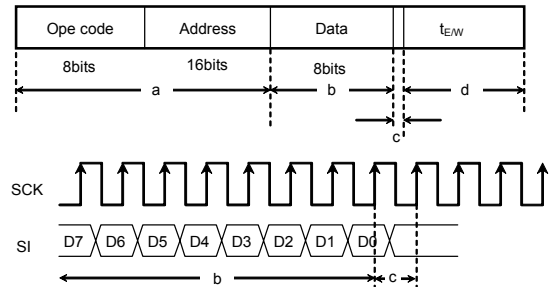 Ope code Address Data tE/W
8bits 16bits 8bits
a b d
c
SCK
SI D7 D6 D5 D4 D3 D2 D1 D0
b c